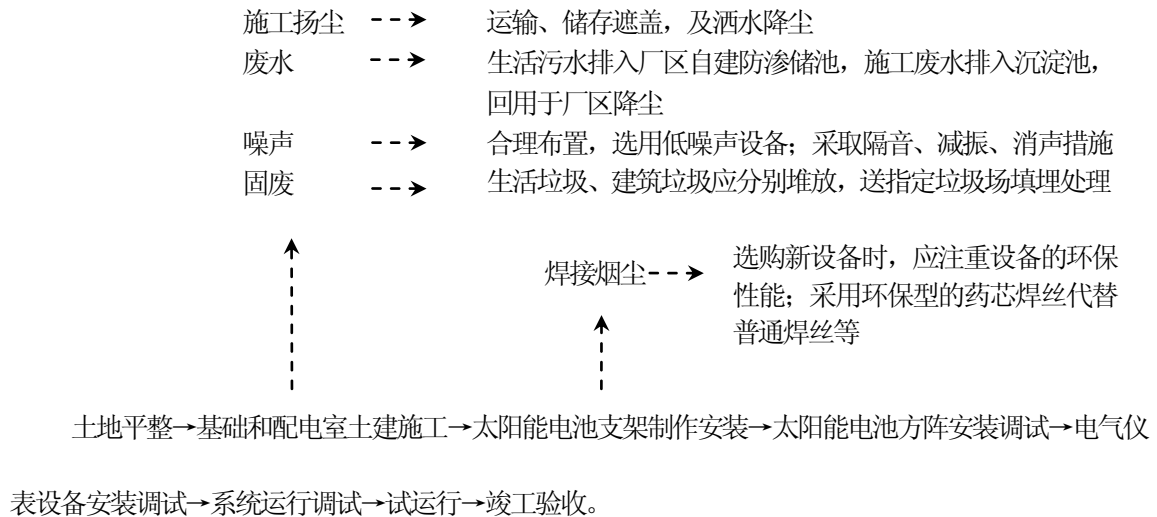 施工扬尘 运输、储存遮盖，及洒水降尘
废水 生活污水排入厂区自建防渗储池，施工废水排入沉淀池，
回用于厂区降尘
噪声 合理布置，选用低噪声设备；采取隔音、减振、消声措施
固废 生活垃圾、建筑垃圾应分别堆放，送指定垃圾场填埋处理
焊接烟尘 选购新设备时，应注重设备的环保
性能；采用环保型的药芯焊丝代替
普通焊丝等
土地平整→基础和配电室土建施工→太阳能电池支架制作安装→太阳能电池方阵安装调试→电气仪
表设备安装调试→系统运行调试→试运行→竣工验收。